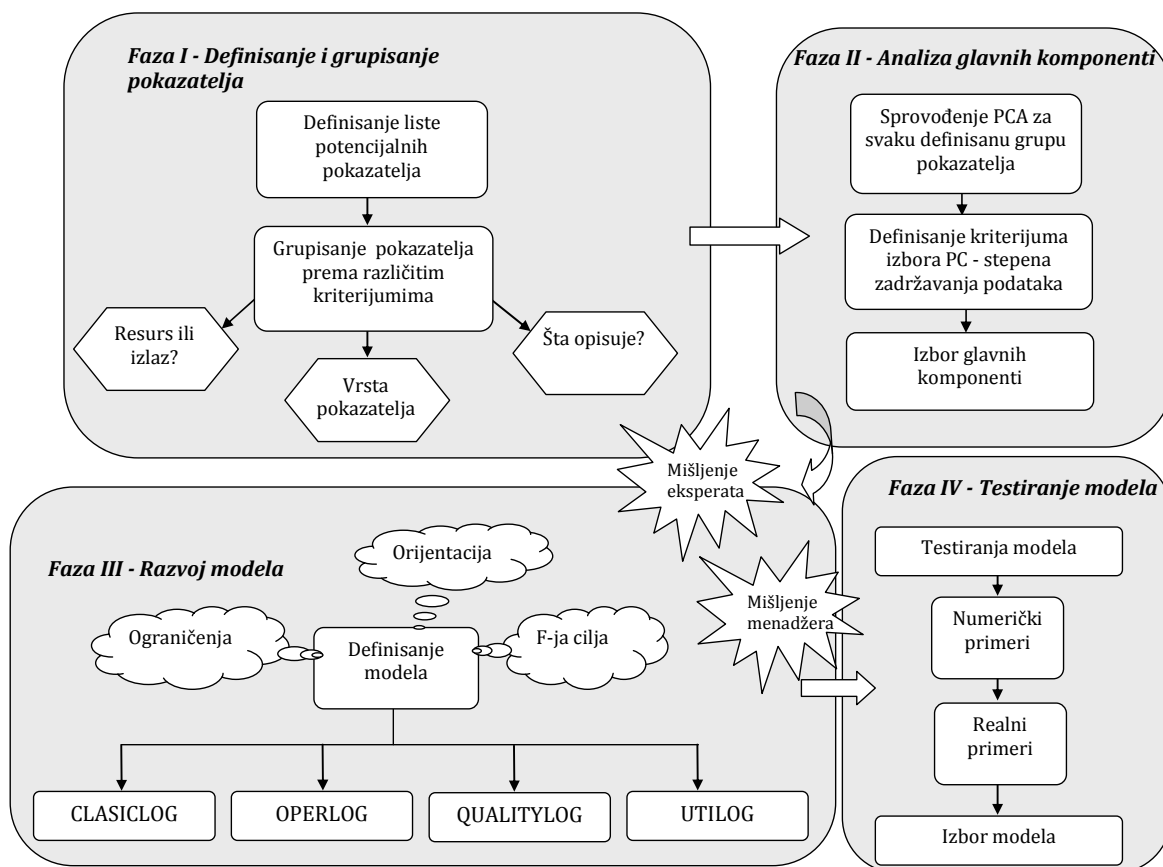 Faza I - Definisanje i grupisanje
pokazatelja
Definisanje liste
potencijalnih
pokazatelja
Grupisanje pokazatelja
prema različitim
kriterijumima
Resurs ili
izlaz?
Vrsta
pokazatelja
Šta opisuje?
Faza II - Analiza glavnih komponenti
Sprovođenje PCA za
svaku definisanu grupu
pokazatelja
Definisanje kriterijuma
izbora PC - stepena
zadržavanja podataka
Izbor glavnih
komponenti
Mišljenje
eksperata
Faza III - Razvoj modela
Orijentacija
Ograničenja
Definisanje
modela
F-ja cilja
Mišljenje
menadžera
CLASICLOG
OPERLOG
QUALITYLOG
UTILOG
Faza IV - Testiranje modela
Testiranja modela
Numerički
primeri
Realni
primeri
Izbor modela